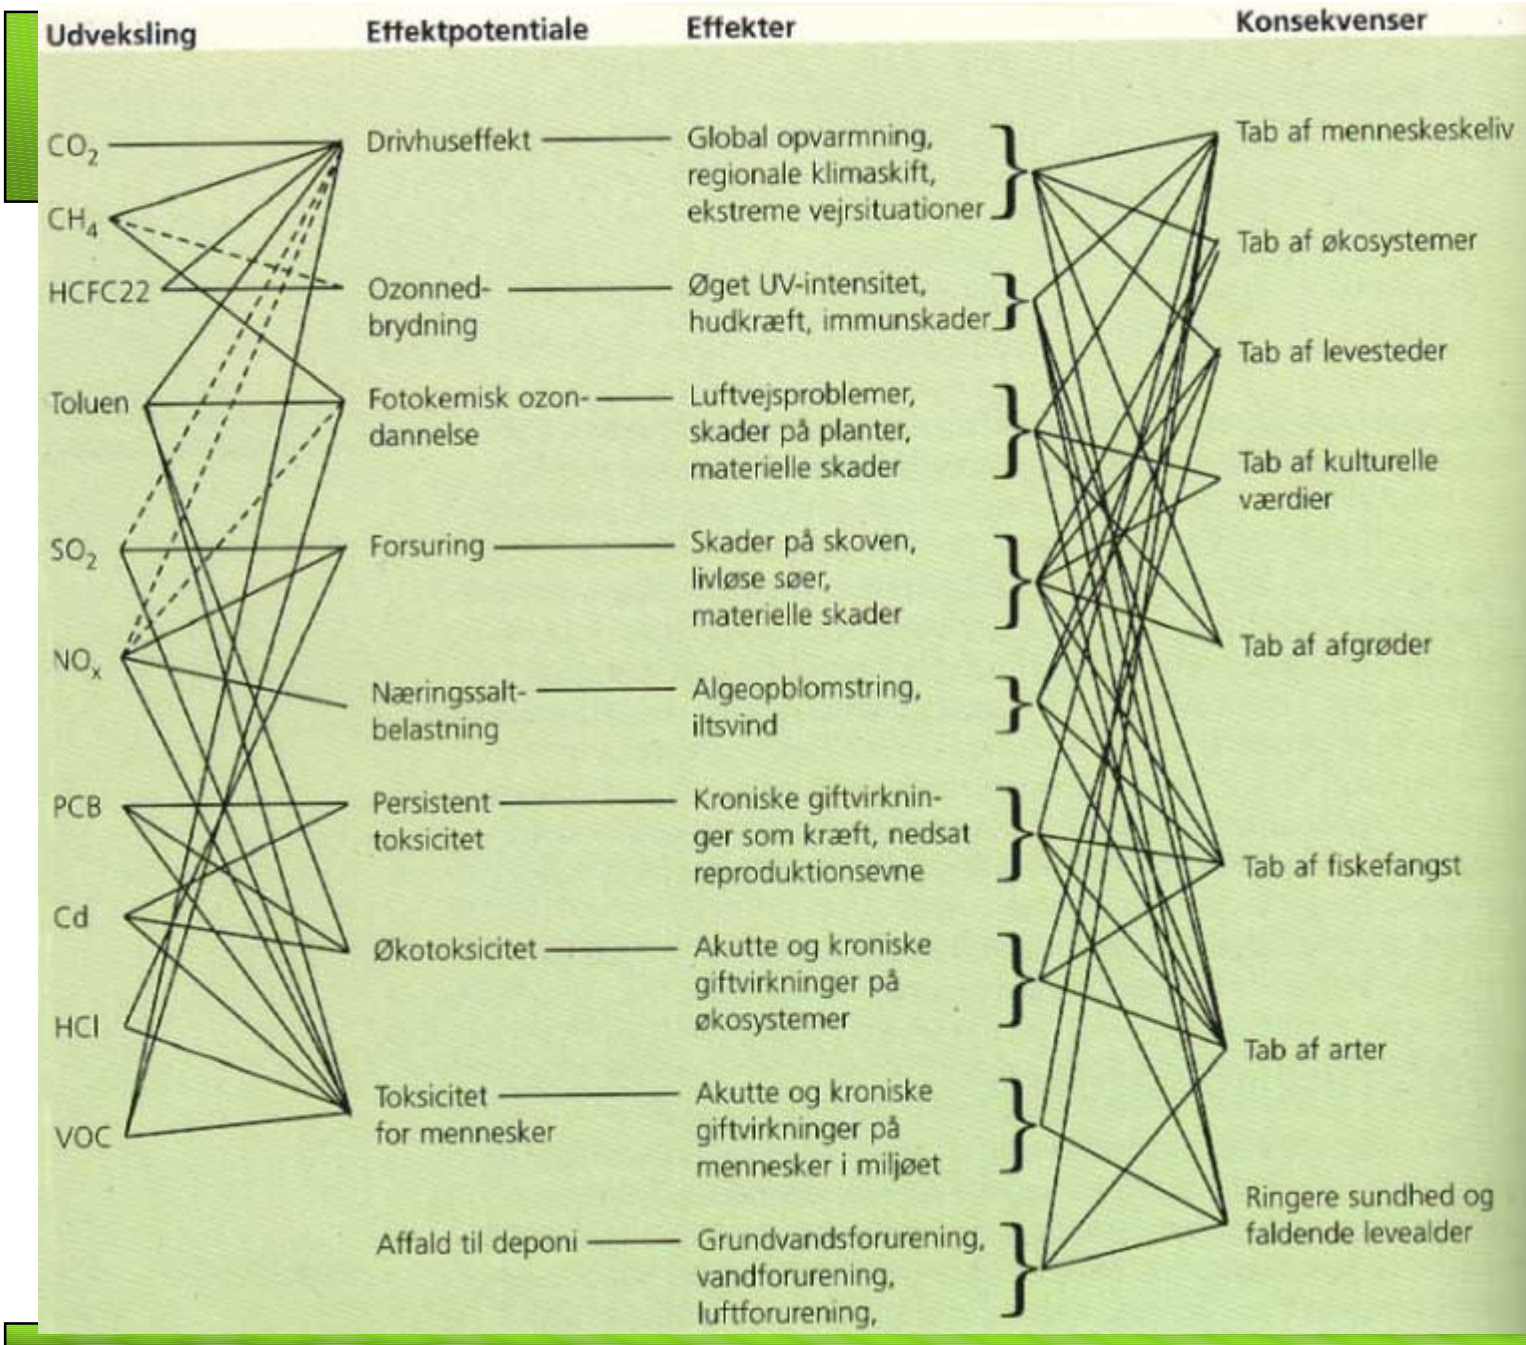 Udveksling
Effektpotentiale
Effekter
Konsekvenser
CO₂
CH₄
HCFC22
Toluen
SO₂
NOₓ
PCB
Cd
HCl
VOC
Drivhuseffekt
Ozonned-
brydning
Fotokemisk ozon-
dannelse
Forsuring
Næringssalt-
belastning
Persistent
toksicitet
Økotoksicitet
Toksicitet
for mennesker
Affald til deponi
Global opvarmning,
regionale klimaskift,
ekstreme vejrsituationer
Øget UV-intensitet,
hudkræft, immunskader
Luftvejsproblemer,
skader på planter,
materielle skader
Skader på skoven,
livløse søer,
materielle skader
Algeopblomstring,
iltsvind
Kroniske giftvirknin-
ger som kræft, nedsat
reproduktionsevne
Akutte og kroniske
giftvirkninger på
økosystemer
Akutte og kroniske
giftvirkninger på
mennesker i miljøet
Grundvandsforurening,
vandforurening,
luftforurening,
Tab af menneskeskeliv
Tab af økosystemer
Tab af levesteder
Tab af kulturelle
værdier
Tab af afgrøder
Tab af fiskefangst
Tab af arter
Ringere sundhed og
faldende levealder